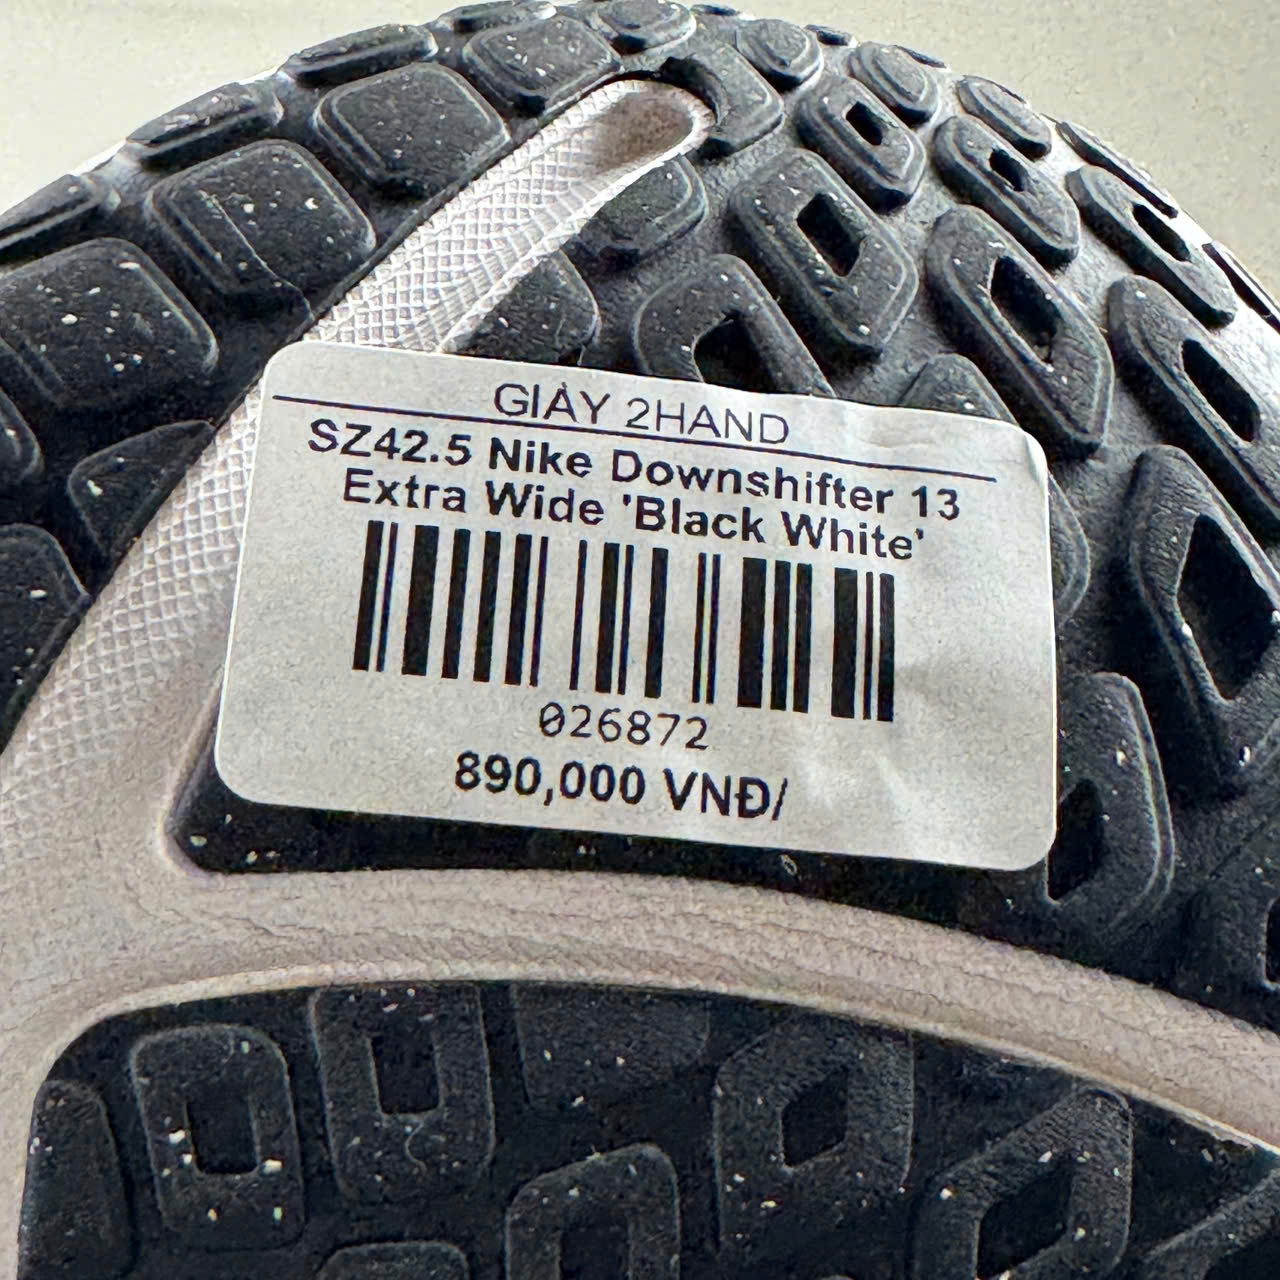 GIÀY 2HAND
SZ42.5 Nike Downshifter 13
Extra Wide 'Black White'
026872
890,000 VNĐ/